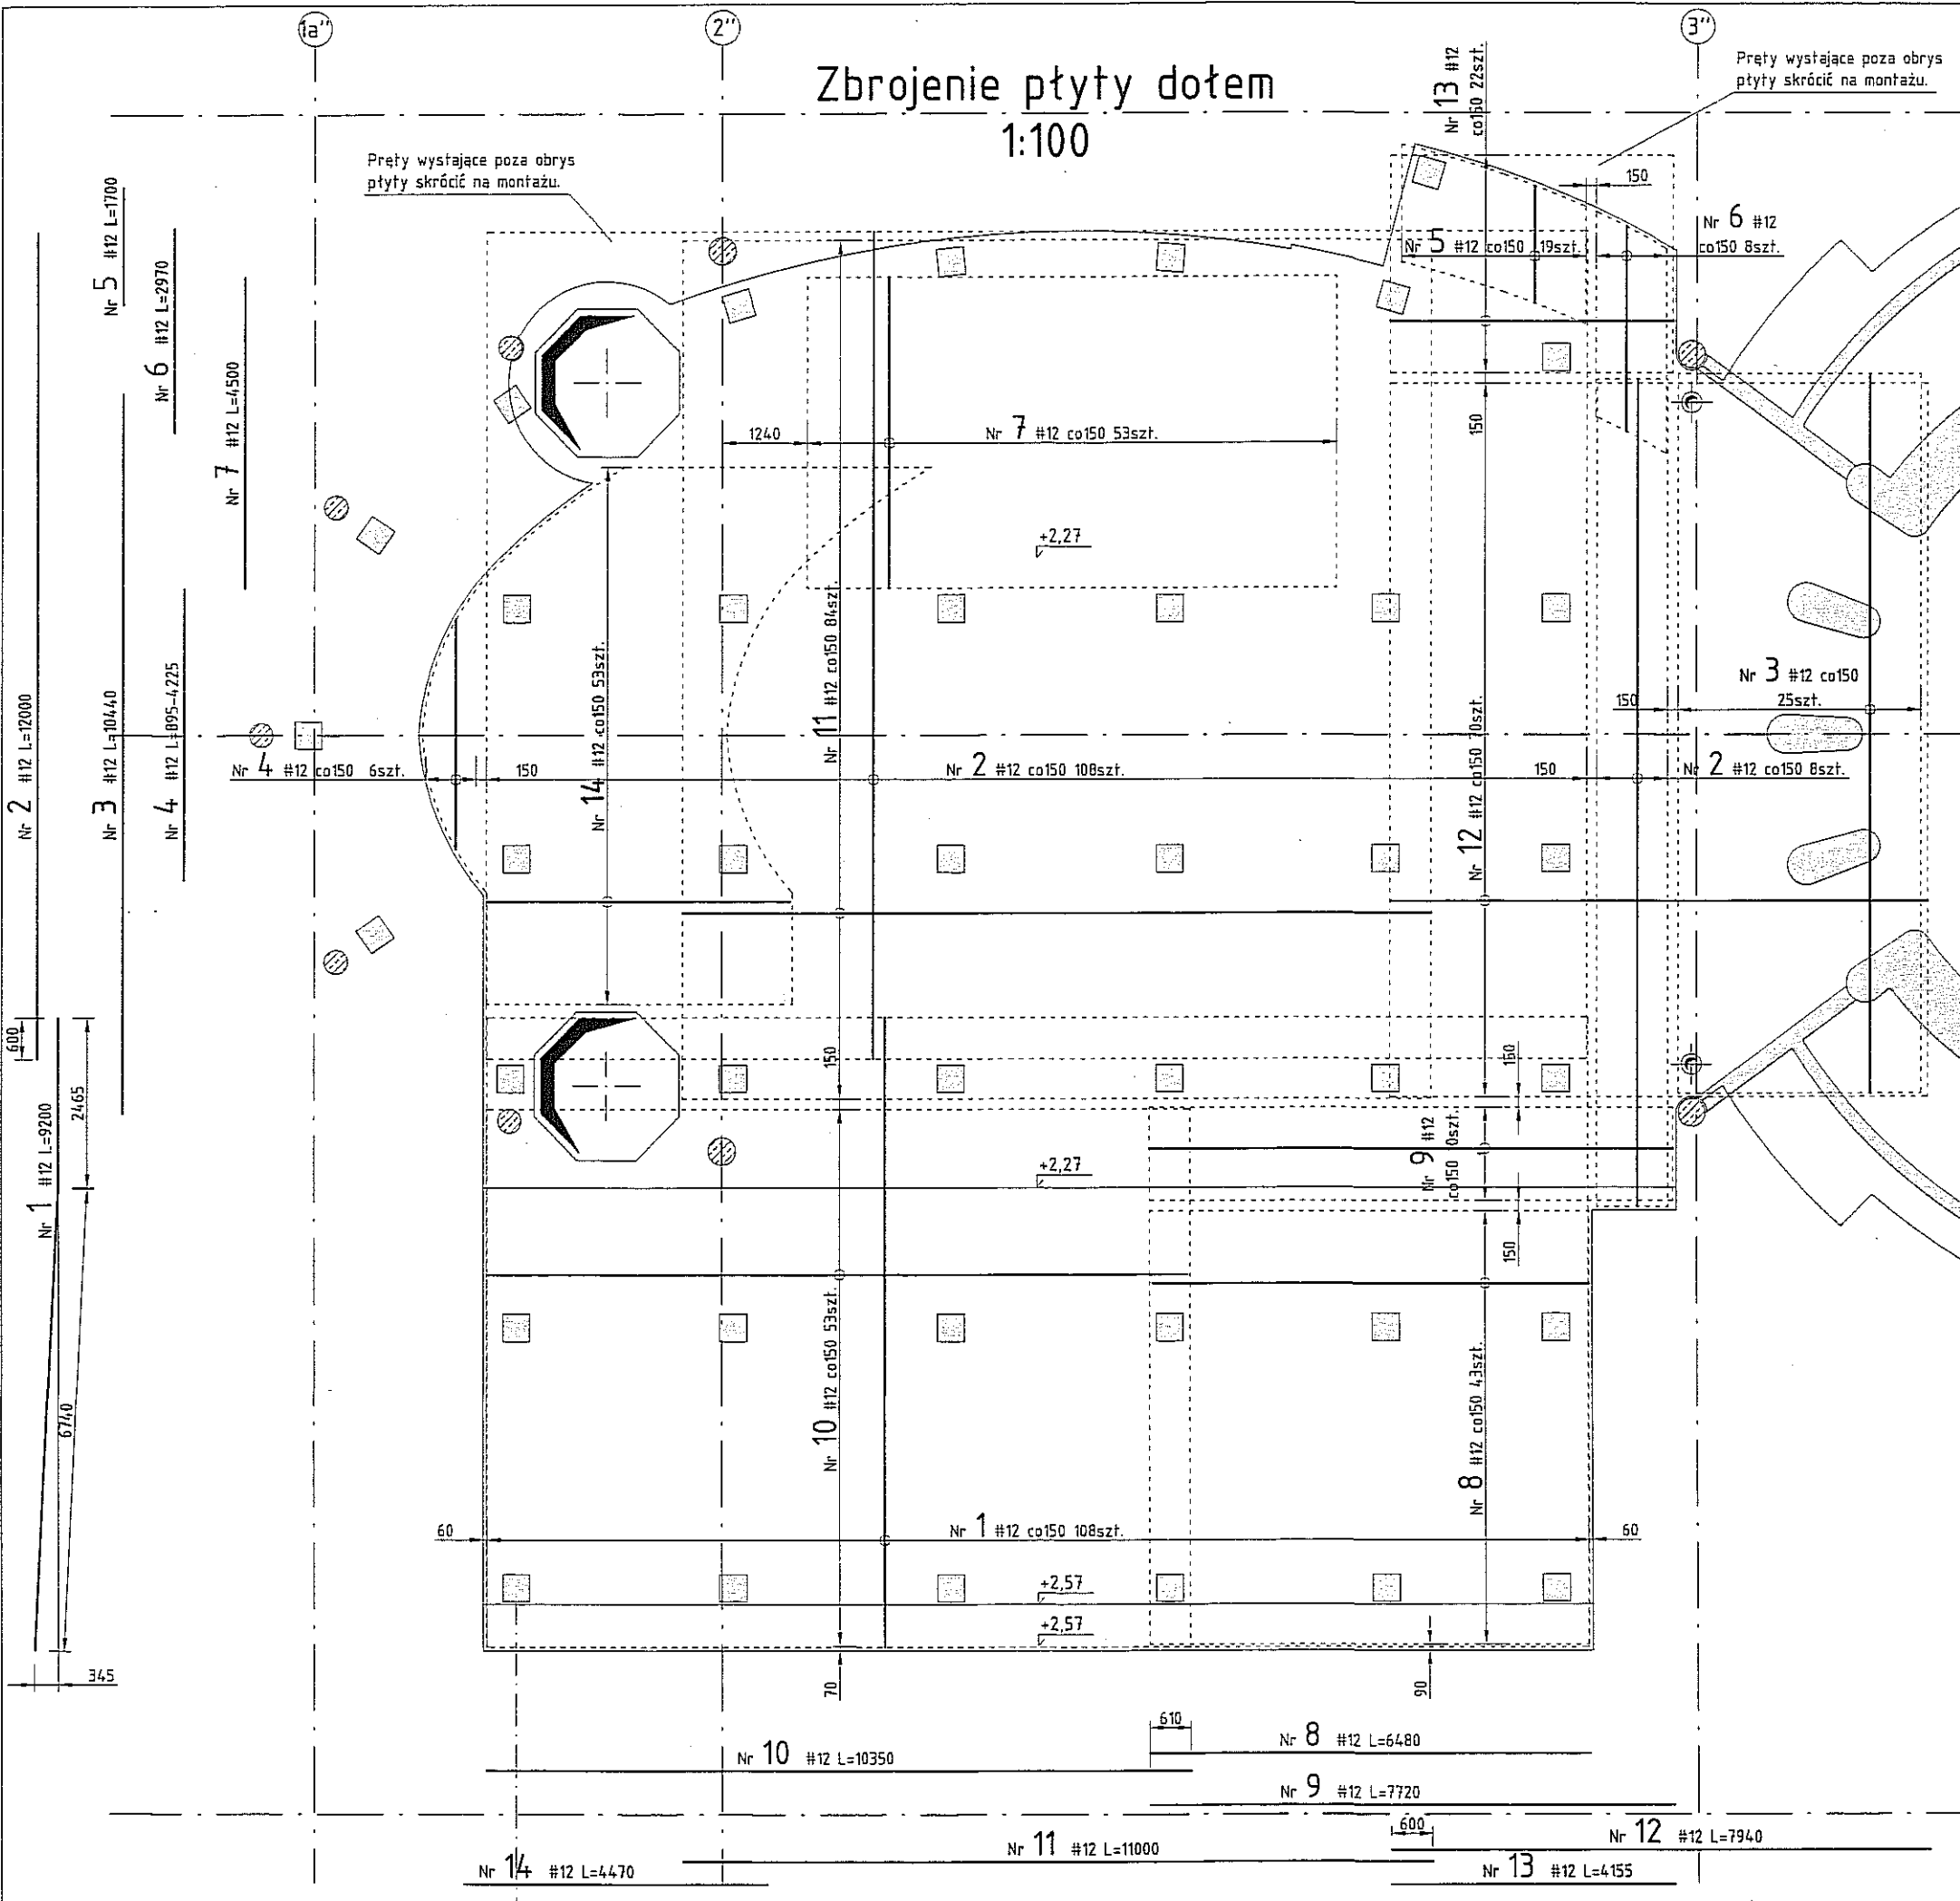 1a"
2"
3"
Zbrojenie płyty dołem
1:100
Pręty wystające poza obrys
płyty skrócić na montażu.
Pręty wystające poza obrys
płyty skrócić na montażu.
Nr 13 #12
co150 22szt.
150
Nr 5 #12 L=1700
Nr 6 #12 L=2970
Nr 7 #12 L=4500
Nr 5 #12 co150 19szt.
Nr 6 #12
co150 8szt.
1240
Nr 7 #12 co150 53szt.
150
+2,27
Nr 2 #12 L=12000
Nr 3 #12 L=10440
Nr 4 #12 L=895-4225
Nr 14 #12 co150 53szt.
Nr 11 #12 co150 84szt.
Nr 12 #12 co150 70szt.
Nr 3 #12 co150
25szt.
150
Nr 4 #12 co150 6szt.
150
Nr 2 #12 co150 108szt.
150
Nr 2 #12 co150 8szt.
600
2465
Nr 1 #12 L=9200
6740
345
150
150
Nr 9 #12
co150 10szt.
150
+2,27
Nr 10 #12 co150 53szt.
Nr 8 #12 co150 43szt.
60
Nr 1 #12 co150 108szt.
60
+2,57
+2,57
70
90
610
Nr 8 #12 L=6480
Nr 10 #12 L=10350
Nr 9 #12 L=7720
600
Nr 12 #12 L=7940
Nr 11 #12 L=11000
Nr 14 #12 L=4470
Nr 13 #12 L=4155